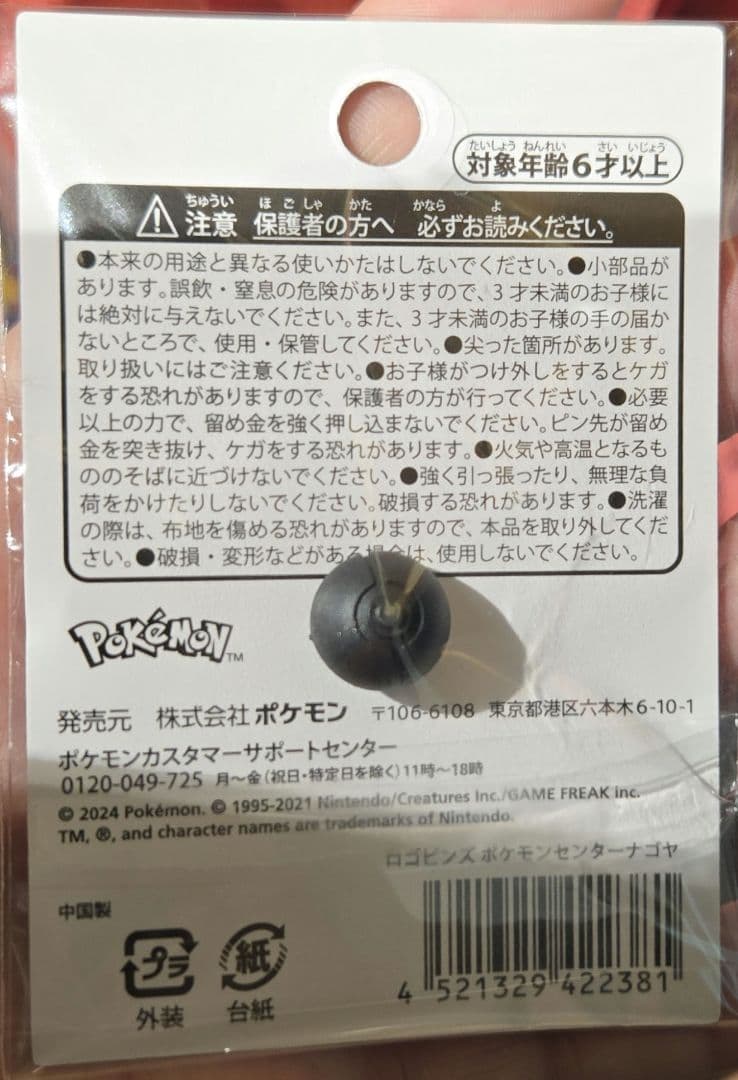 たいしょう ねんれい さい いじょう
対象年齢6才以上
ちゅうい ほごしゃ かた かなら よ
注意 保護者の方へ 必ずお読みください。
●本来の用途と異なる使いかたはしないでください。●小部品が
あります。誤飲・窒息の危険がありますので、3才未満のお子様に
は絶対に与えないでください。また、3才未満のお子様の手の届か
ないところで、使用・保管してください。●尖った箇所があります。
取り扱いにはご注意ください。●お子様がつけ外しをするとケガ
をする恐れがありますので、保護者の方が行ってください。●必要
以上の力で、留め金を強く押し込まないでください。ピン先が留め
金を突き抜け、ケガをする恐れがあります。●火気や高温となるも
ののそばに近づけないでください。●強く引っ張ったり、無理な負
荷をかけたりしないでください。破損する恐れがあります。●洗濯
の際は、布地を傷める恐れがありますので、本品を取り外してくだ
さい。●破損・変形などがある場合は、使用しないでください。
POKéMON™
発売元 株式会社ポケモン 〒106-6108 東京都港区六本木6-10-1
ポケモンカスタマーサポートセンター
0120-049-725 月～金(祝日・特定日を除く)11時～18時
© 2024 Pokémon. © 1995-2021 Nintendo/Creatures Inc./GAME FREAK inc.
TM, ®, and character names are trademarks of Nintendo.
ロゴピンズ ポケモンセンターナゴヤ
中国製
プラ 紙
外装 台紙
4 521329 422381